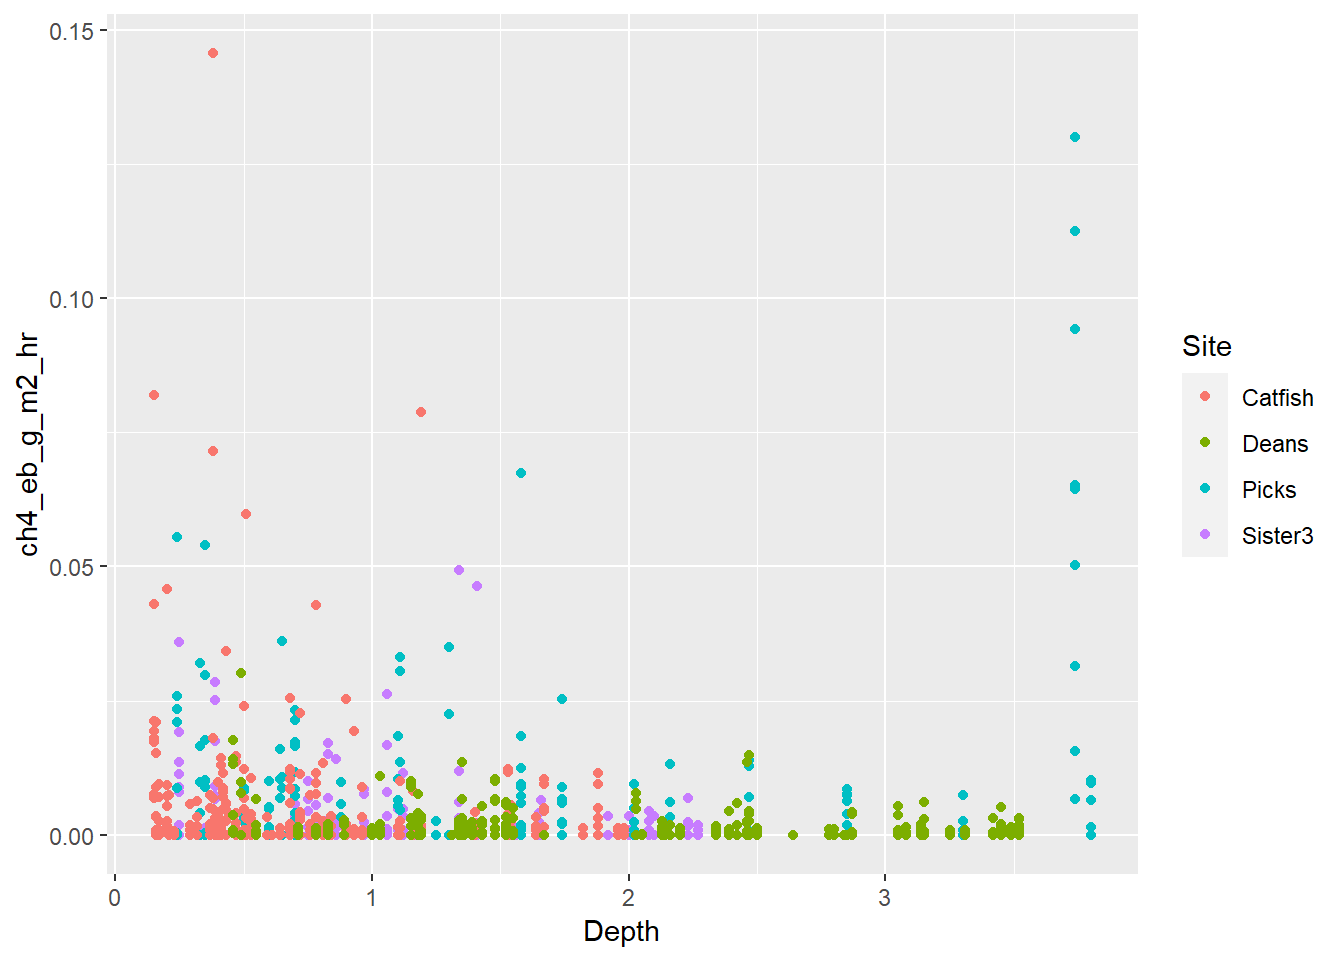 0.15
0.10
0.05
0.00
ch4_eb_g_m2_hr
0
1
2
3
Depth
Site
Catfish
Deans
Picks
Sister3